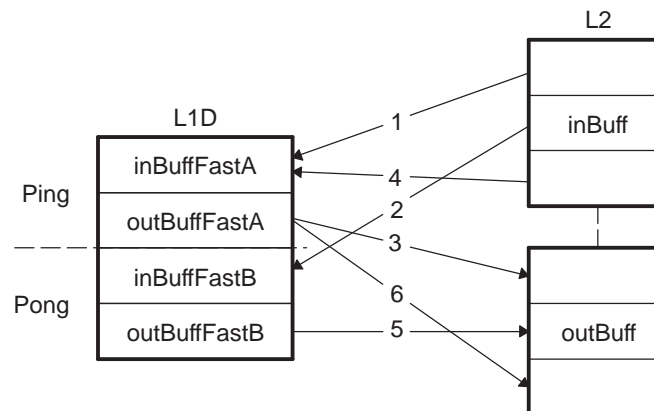 L2
L1D
inBuffFastA
outBuffFastA
inBuffFastB
outBuffFastB
Ping
Pong
1
4
2
3
6
5
inBuff
outBuff